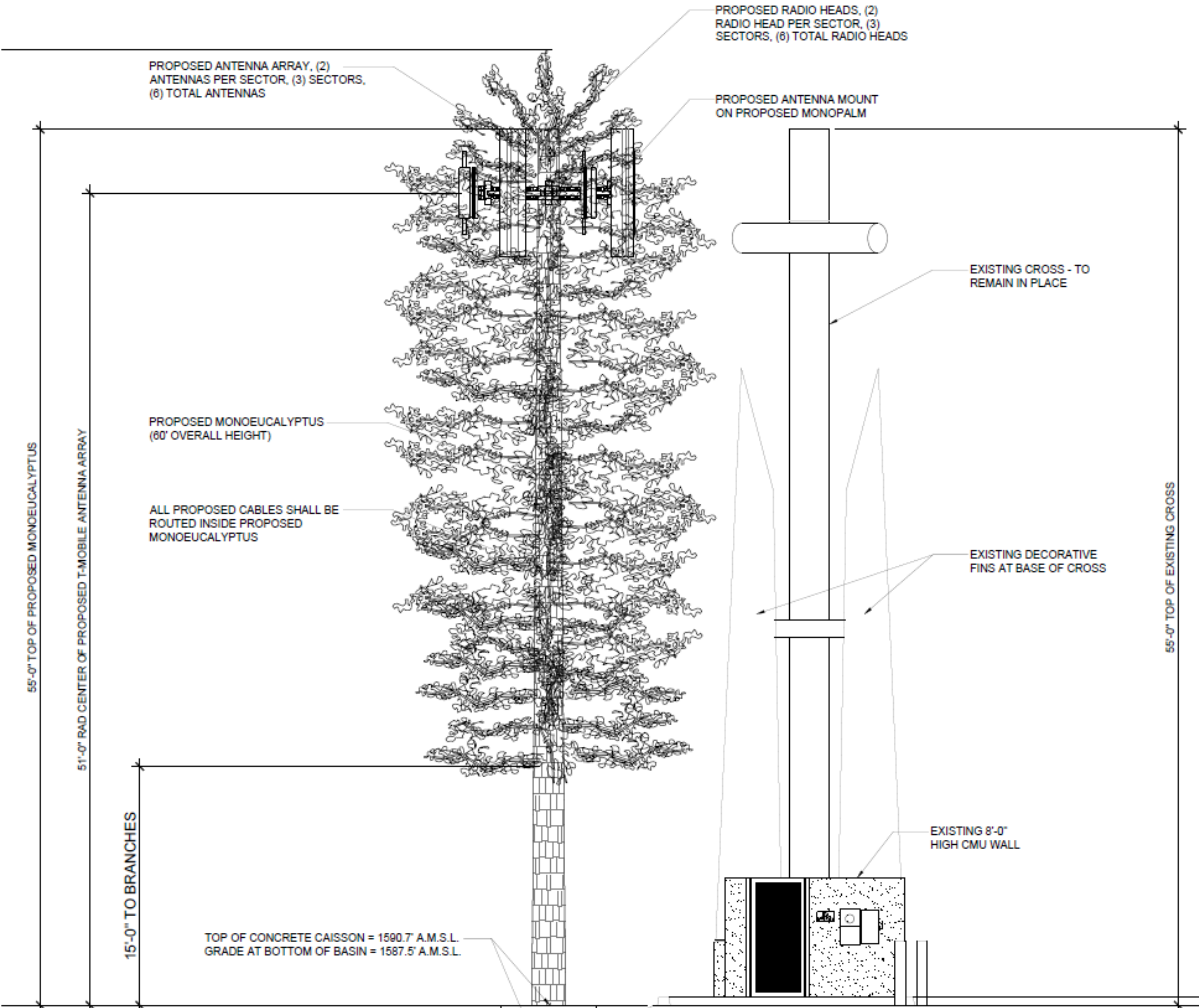 PROPOSED RADIO HEADS, (2)
RADIO HEAD PER SECTOR, (3)
SECTORS, (6) TOTAL RADIO HEADS
PROPOSED ANTENNA ARRAY, (2)
ANTENNAS PER SECTOR, (3) SECTORS,
(6) TOTAL ANTENNAS
PROPOSED ANTENNA MOUNT
ON PROPOSED MONOPALM
EXISTING CROSS - TO
REMAIN IN PLACE
PROPOSED MONOEUCALYPTUS
(60' OVERALL HEIGHT)
ALL PROPOSED CABLES SHALL BE
ROUTED INSIDE PROPOSED
MONOEUCALYPTUS
EXISTING DECORATIVE
FINS AT BASE OF CROSS
55'-0" TOP OF PROPOSED MONOEUCALYPTUS
51'-0" RAD CENTER OF PROPOSED T-MOBILE ANTENNA ARRAY
15'-0" TO BRANCHES
55'-0" TOP OF EXISTING CROSS
EXISTING 8'-0"
HIGH CMU WALL
TOP OF CONCRETE CAISSON = 1590.7' A.M.S.L.
GRADE AT BOTTOM OF BASIN = 1587.5' A.M.S.L.